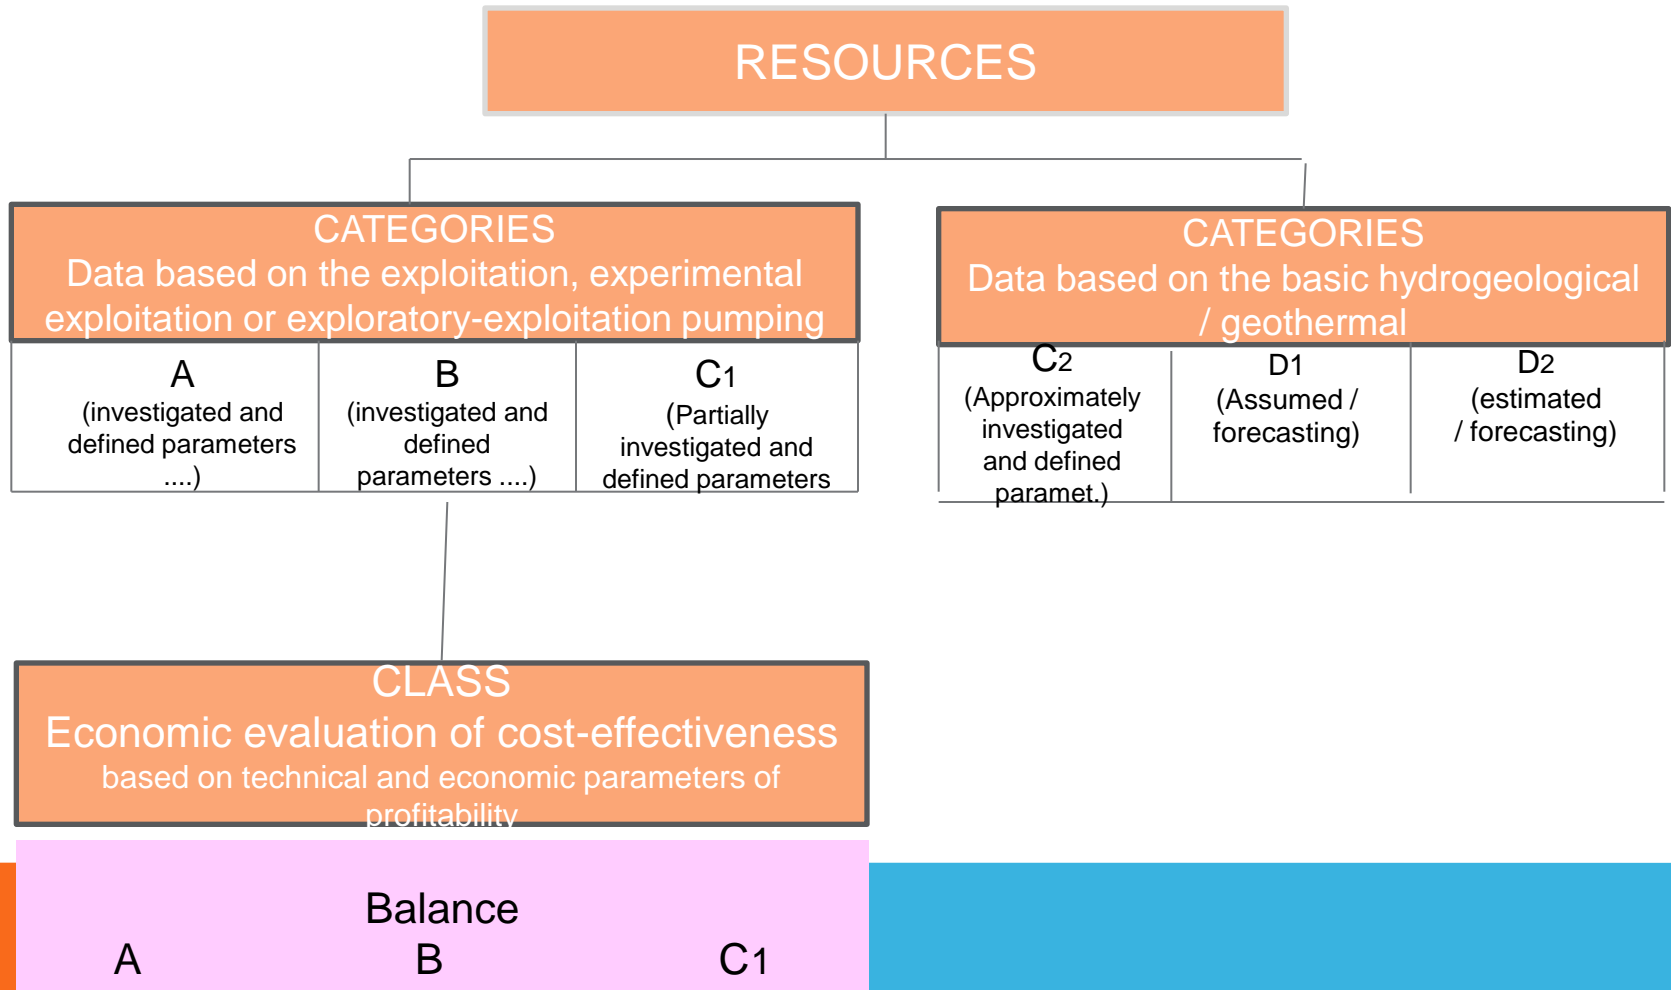 RESOURCES
CATEGORIES
Data based on the exploitation, experimental
exploitation or exploratory-exploitation pumping
A
(investigated and
defined parameters
....)
B
(investigated and
defined
parameters ....)
C1
(Partially
investigated and
defined parameters
CATEGORIES
Data based on the basic hydrogeological
/ geothermal
C2
(Approximately
investigated
and defined
paramet.)
D1
(Assumed /
forecasting)
D2
(estimated
/ forecasting)
CLASS
Economic evaluation of cost-effectiveness
based on technical and economic parameters of
profitability
Balance
A B C1